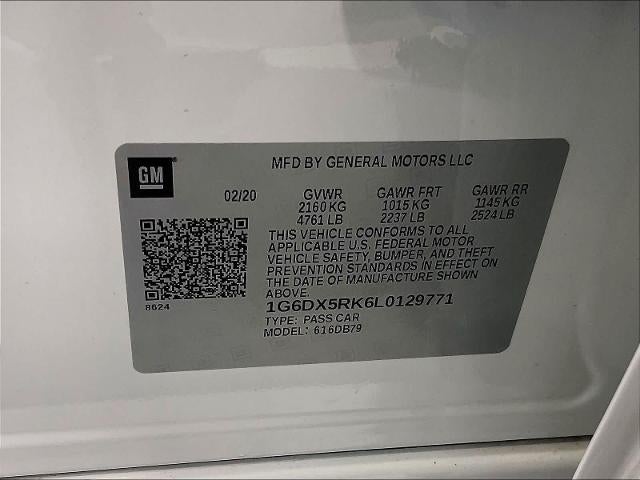 GM
MFD BY GENERAL MOTORS LLC
02/20 GVWR GAWR FRT GAWR RR
2160 KG 1015 KG 1145 KG
4761 LB 2237 LB 2524 LB
THIS VEHICLE CONFORMS TO ALL
APPLICABLE U.S. FEDERAL MOTOR
VEHICLE SAFETY, BUMPER, AND THEFT
PREVENTION STANDARDS IN EFFECT ON
THE DATE OF MANUFACTURE SHOWN
ABOVE.
8624
1G6DX5RK6L0129771
TYPE: PASS CAR
MODEL: 616DB79